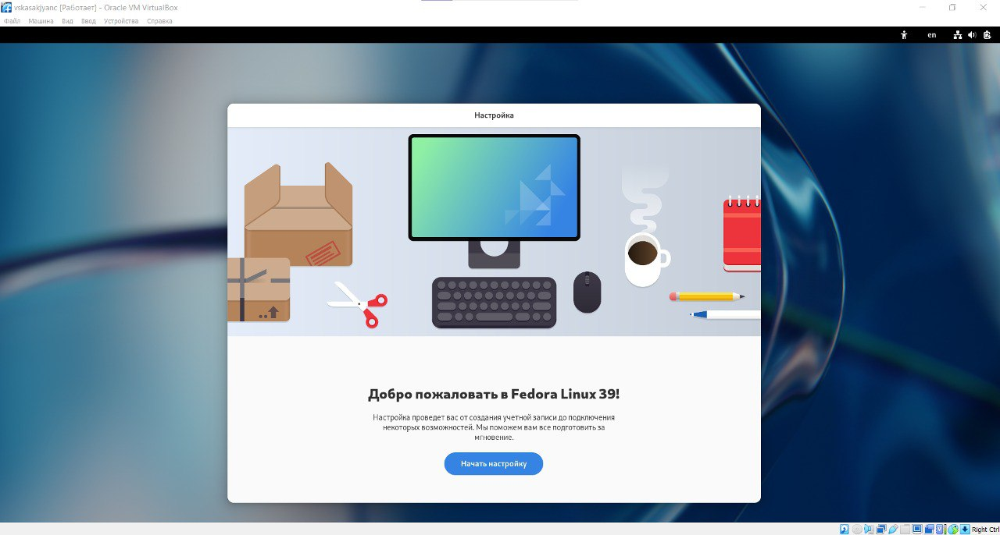 vskasakjyanc [Работает] - Oracle VM VirtualBox
Файл Машина Вид Ввод Устройства Справка
en
Настройка
Добро пожаловать в Fedora Linux 39!
Настройка проведет вас от создания учетной записи до подключения
некоторых возможностей. Мы поможем вам все подготовить за
мгновение.
Начать настройку
Right Ctrl